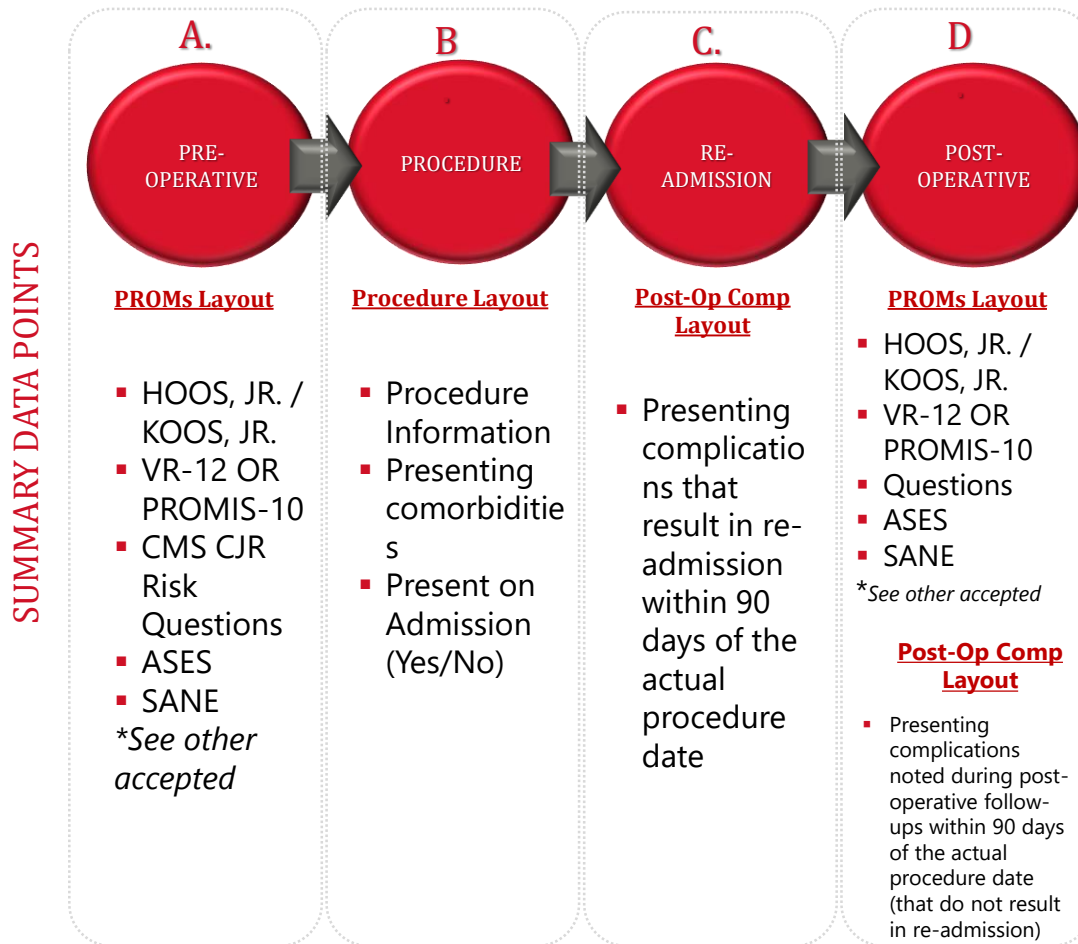 SUMMARY DATA POINTS
A.
PRE-
OPERATIVE
PROMs Layout
▪ HOOS, JR. /
KOOS, JR.
▪ VR-12 OR
PROMIS-10
▪ CMS CJR
Risk
Questions
▪ ASES
▪ SANE
*See other
accepted
B
PROCEDURE
Procedure Layout
▪ Procedure
Information
▪ Presenting
comorbiditie
s
▪ Present on
Admission
(Yes/No)
C.
RE-
ADMISSION
Post-Op Comp
Layout
▪ Presenting
complicatio
ns that
result in re-
admission
within 90
days of the
actual
procedure
date
D
POST-
OPERATIVE
PROMs Layout
▪ HOOS, JR. /
KOOS, JR.
▪ VR-12 OR
PROMIS-10
▪ Questions
▪ ASES
▪ SANE
*See other accepted
Post-Op Comp
Layout
▪ Presenting
complications
noted during post-
operative follow-
ups within 90 days
of the actual
procedure date
(that do not result
in re-admission)